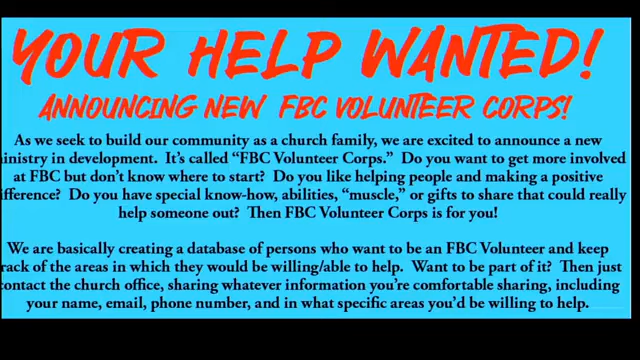 YOUR HELP WANTED!
ANNOUNCING NEW FBC VOLUNTEER CORPS!
As we seek to build our community as a church family, we are excited to announce a new
inistry in development. It's called “FBC Volunteer Corps.” Do you want to get more involved
at FBC but don't know where to start? Do you like helping people and making a positive
ifference? Do you have special know-how, abilities, “muscle,” or gifts to share that could really
help someone out? Then FBC Volunteer Corps is for you!
We are basically creating a database of persons who want to be an FBC Volunteer and keep
rack of the areas in which they would be willing/able to help. Want to be part of it? Then just
ontact the church office, sharing whatever information you're comfortable sharing, including
your name, email, phone number, and in what specific areas you'd be willing to help.